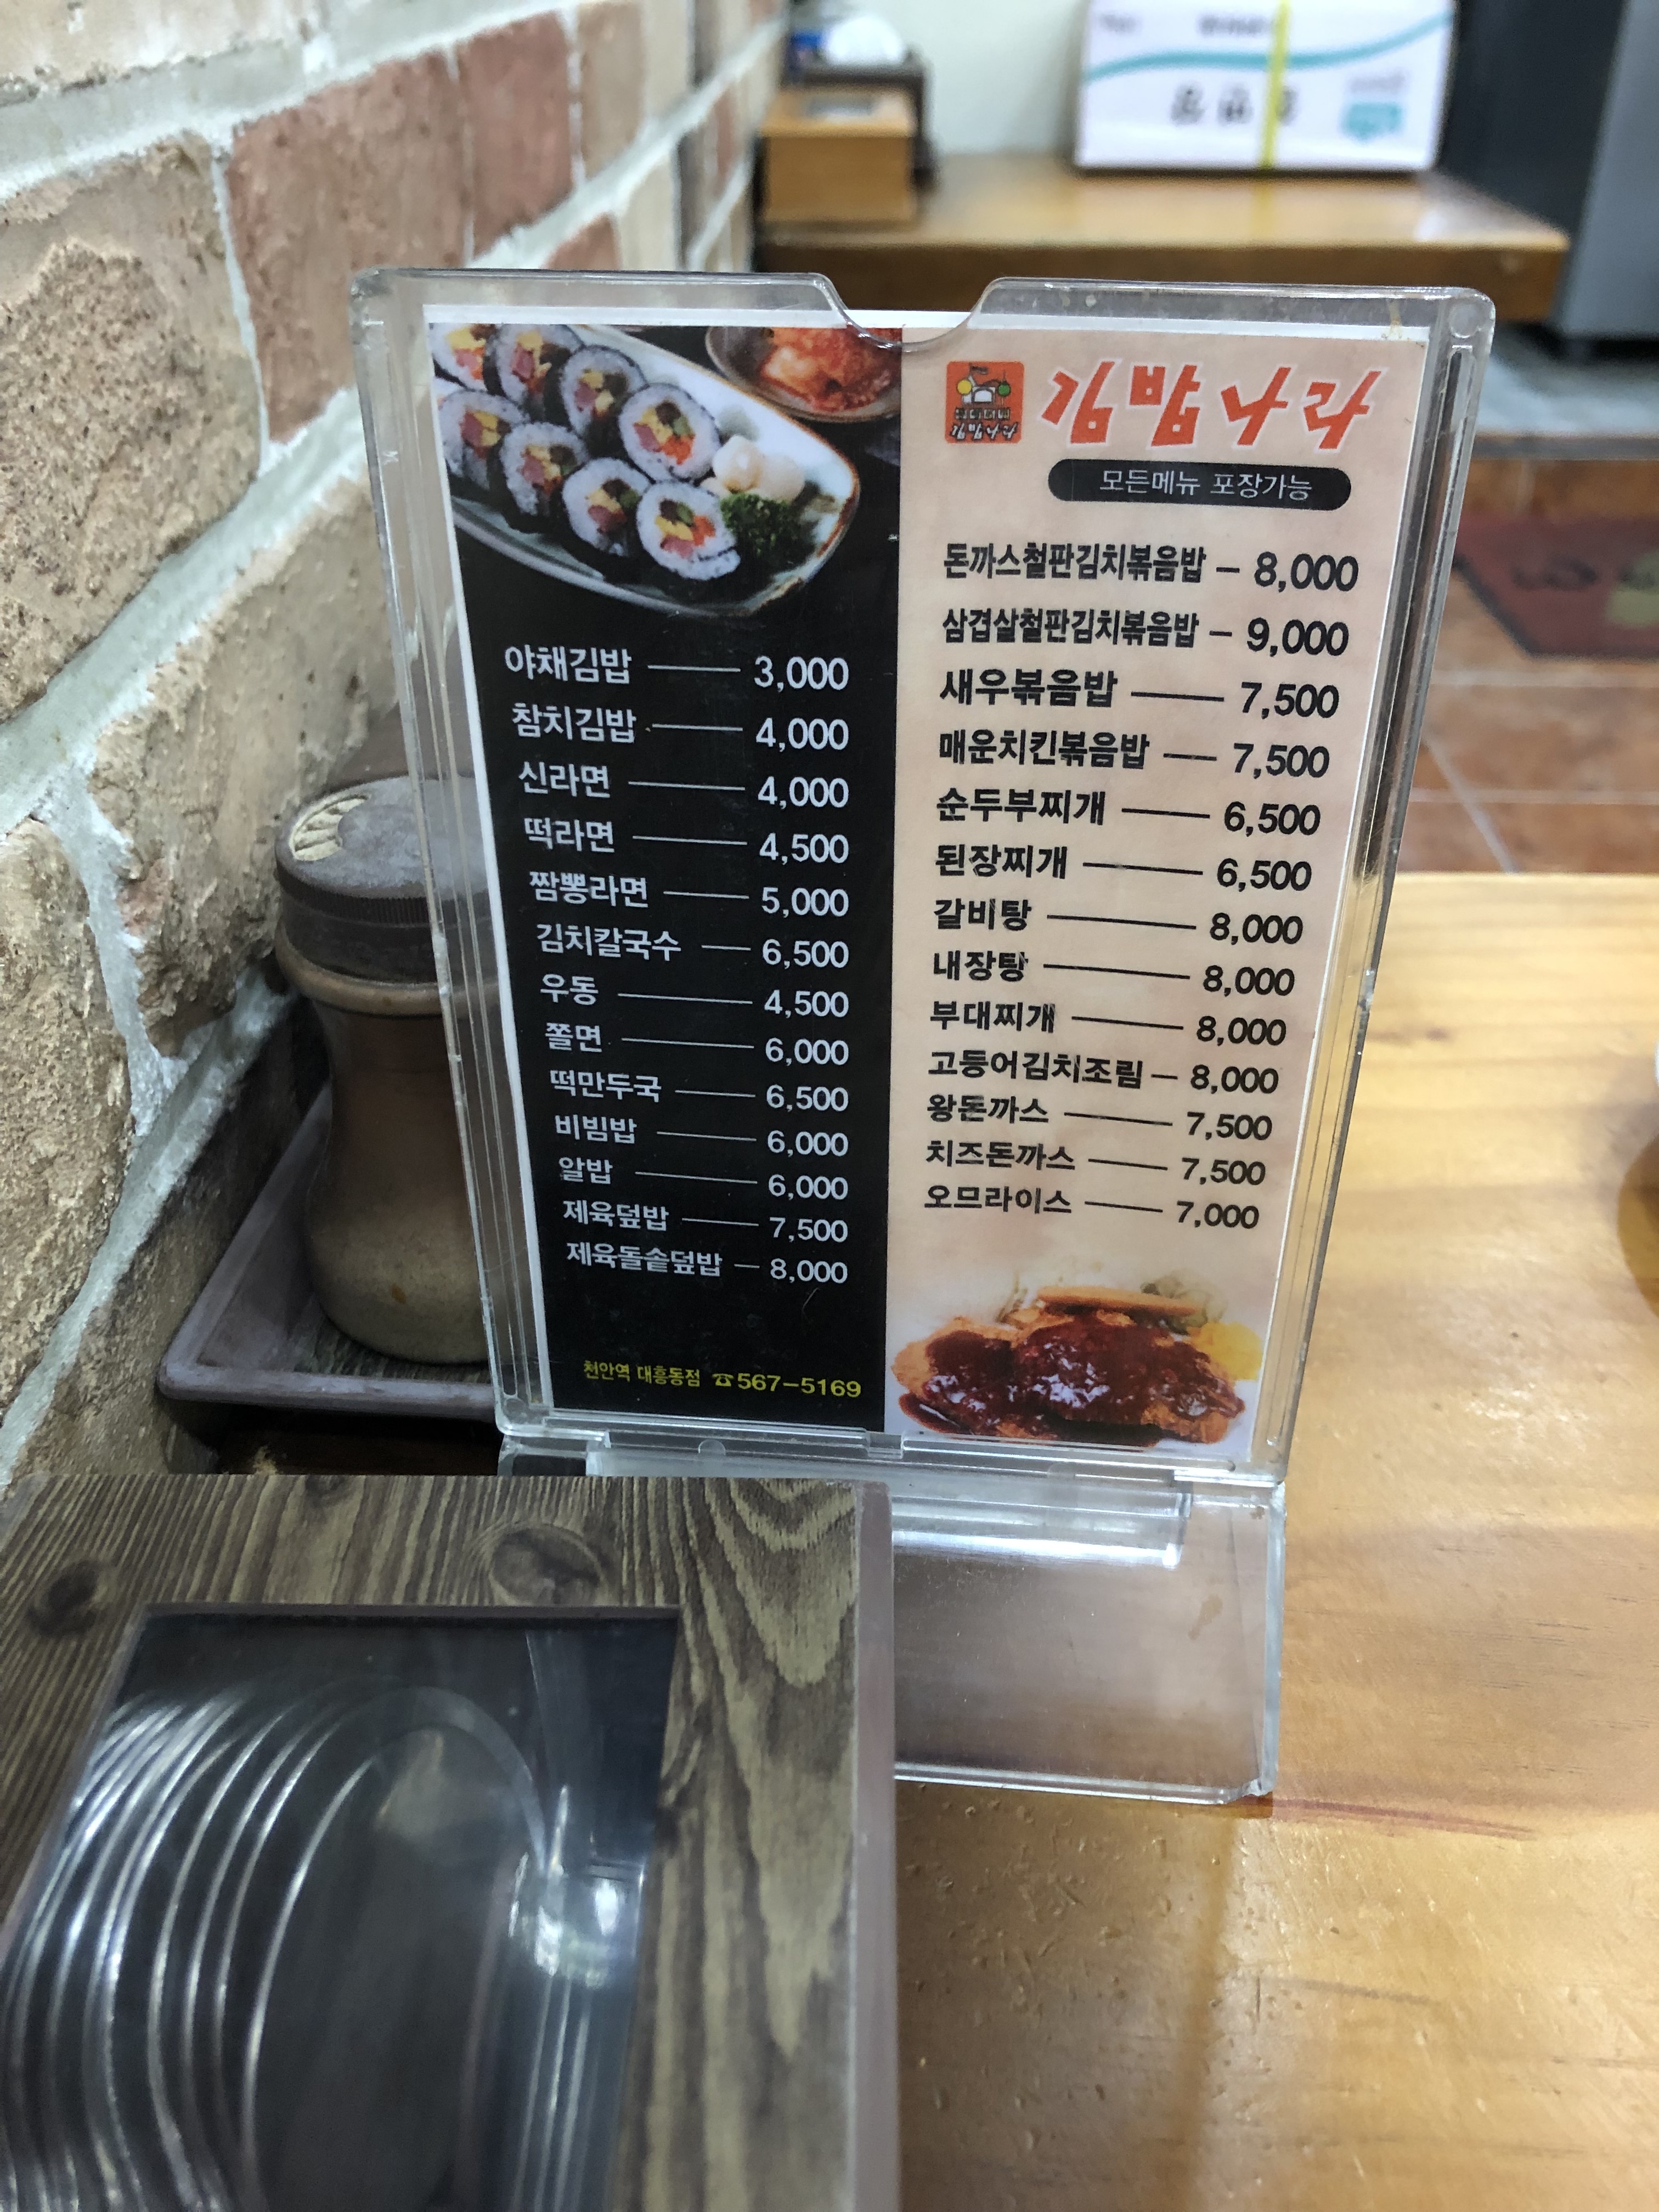 야채김밥 3,000
참치김밥 4,000
신라면 4,000
떡라면 4,500
짬뽕라면 5,000
김치칼국수 6,500
우동 4,500
쫄면 6,000
떡만두국 6,500
비빔밥 6,000
알밥 6,000
제육덮밥 7,500
제육돌솥덮밥 - 8,000
천안역 대흥동점 ☎567-5169
김밥나라
모든메뉴 포장가능
돈까스철판김치볶음밥 - 8,000
삼겹살철판김치볶음밥 - 9,000
새우볶음밥 7,500
매운치킨볶음밥 7,500
순두부찌개 6,500
된장찌개 6,500
갈비탕 8,000
내장탕 8,000
부대찌개 8,000
고등어김치조림 - 8,000
왕돈까스 7,500
치즈돈까스 7,500
오므라이스 7,000